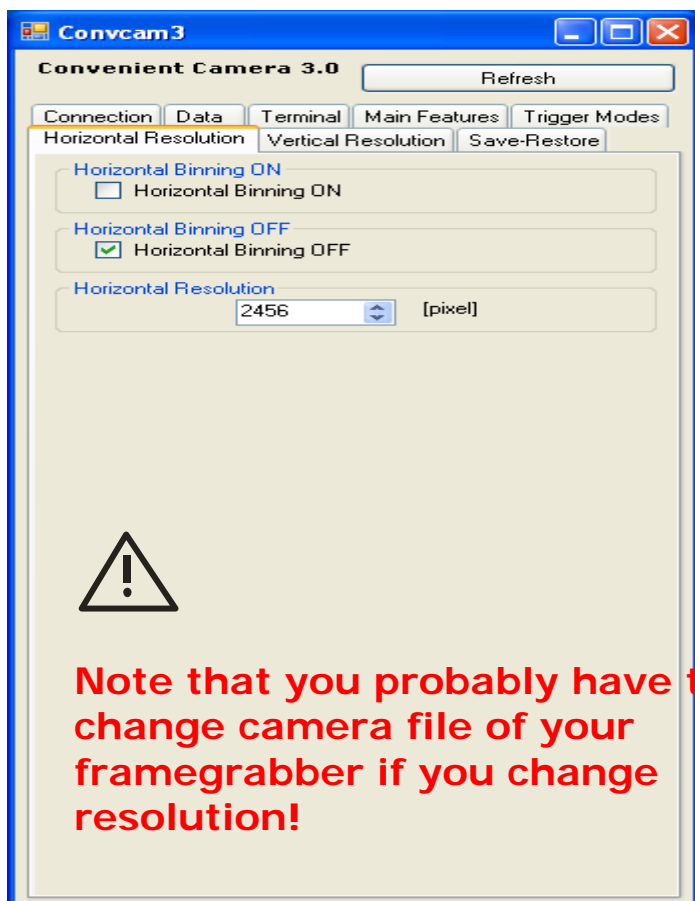 Convcam3
Convenient Camera 3.0
Refresh
Connection Data Terminal Main Features Trigger Modes
Horizontal Resolution Vertical Resolution Save-Restore
Horizontal Binning ON
Horizontal Binning ON
Horizontal Binning OFF
Horizontal Binning OFF
Horizontal Resolution
2456 [pixel]
Note that you probably have
change camera file of your
framegrabber if you change
resolution!